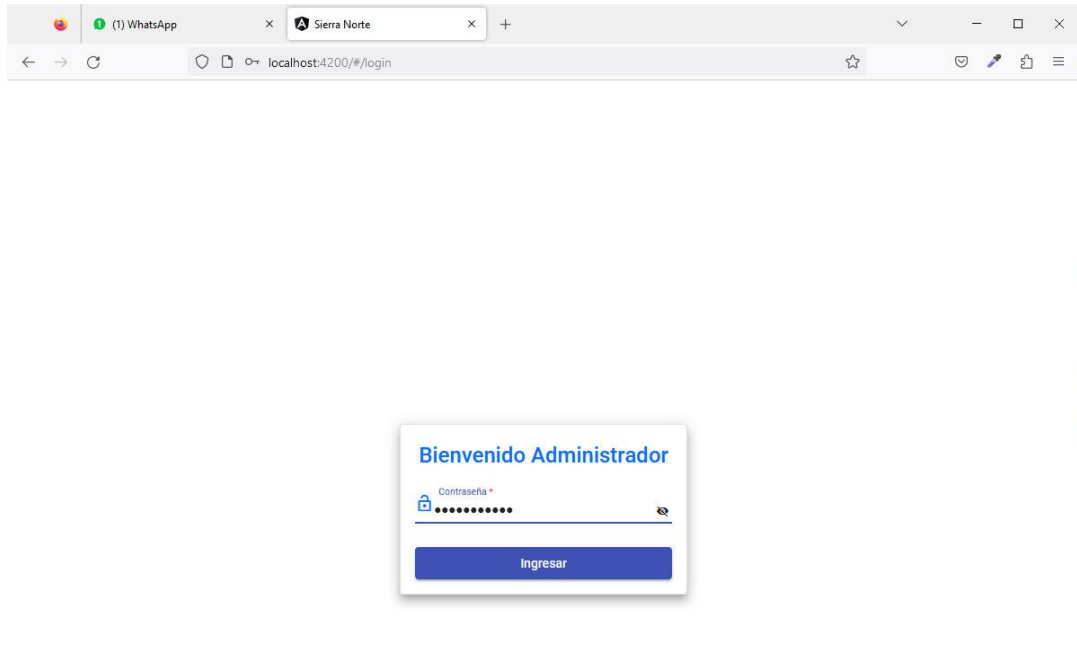 (1) WhatsApp
Sierra Norte
localhost:4200/#/login
Bienvenido Administrador
Contraseña *
Ingresar